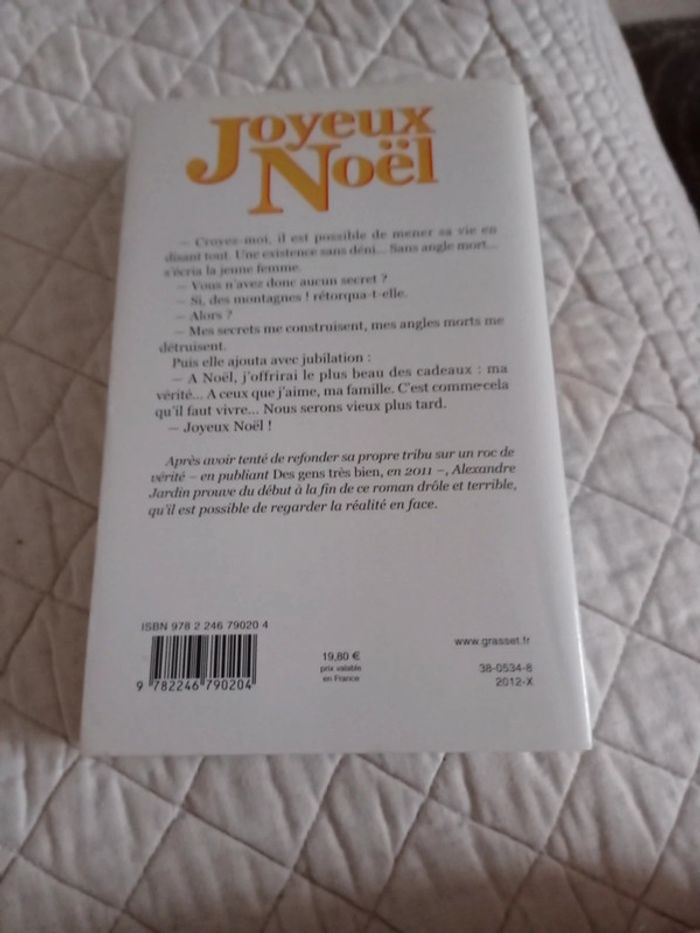 Joyeux
Noël
— Croyez-moi, il est possible de mener sa vie en
disant tout. Une existence sans déni... Sans angle mort...
s'écria la jeune femme.
— Vous n'avez donc aucun secret ?
— Si, des montagnes ! rétorqua-t-elle.
— Alors ?
— Mes secrets me construisent, mes angles morts me
détruisent.
Puis elle ajouta avec jubilation :
— A Noël, j'offrirai le plus beau des cadeaux : ma
vérité... A ceux que j'aime, ma famille. C'est comme cela
qu'il faut vivre... Nous serons vieux plus tard.
— Joyeux Noël !
Après avoir tenté de refonder sa propre tribu sur un roc de
vérité – en publiant Des gens très bien, en 2011 –, Alexandre
Jardin prouve du début à la fin de ce roman drôle et terrible,
qu'il est possible de regarder la réalité en face.
ISBN 978 2 246 79020 4
9 782246 790204
19,80 €
prix valable
en France
www.grasset.fr
38-0534-8
2012-X